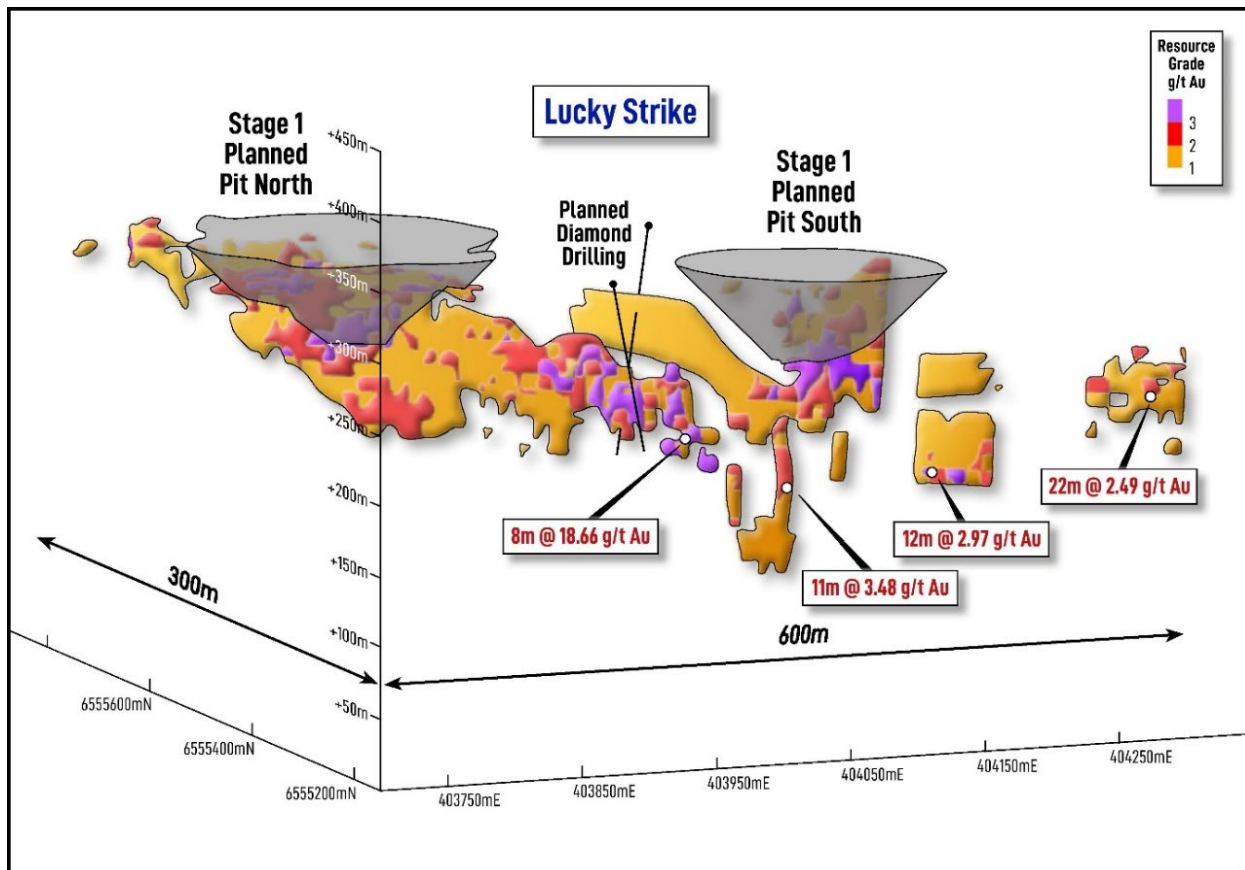 Resource
Grade
g/t Au
3
2
1
Lucky Strike
Stage 1
Planned
Pit North
Stage 1
Planned
Pit South
Planned
Diamond
Drilling
+450m
+400m
+350m
+300m
+250m
+200m
+150m
+100m
+50m
8m @ 18.66 g/t Au
11m @ 3.48 g/t Au
12m @ 2.97 g/t Au
22m @ 2.49 g/t Au
300m
600m
6555600mN
6555400mN
6555200mN
403750mE
403850mE
403950mE
404050mE
404150mE
404250mE